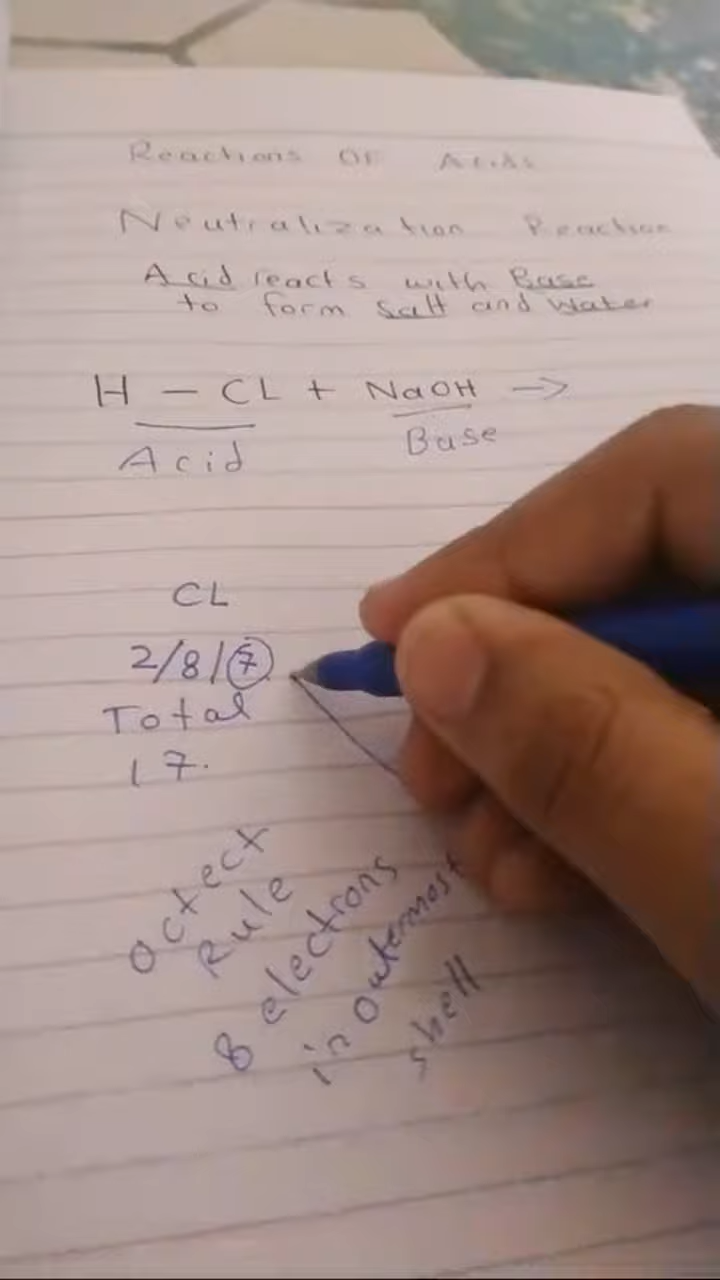 Reactions Of Acids
Neutralization Reaction
Acid reacts with Base
to form Salt and Water
H - CL + NaOH →
Acid Base
CL
2/8/7
Total
17.
Octect
Rule
8 electrons
in outermost
shell